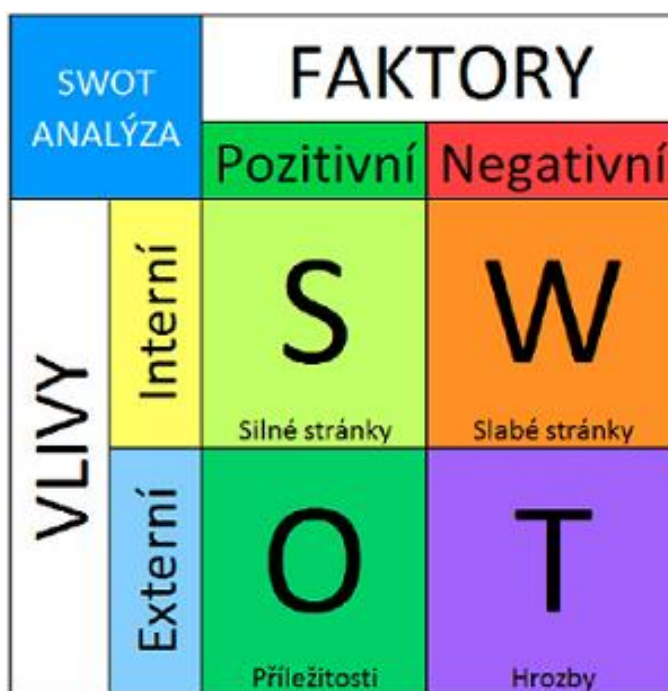 SWOT
ANALÝZA
FAKTORY
Pozitivní
Negativní
VLIVY
Interní
S
Silné stránky
W
Slabé stránky
Externí
O
Příležitosti
T
Hrozby